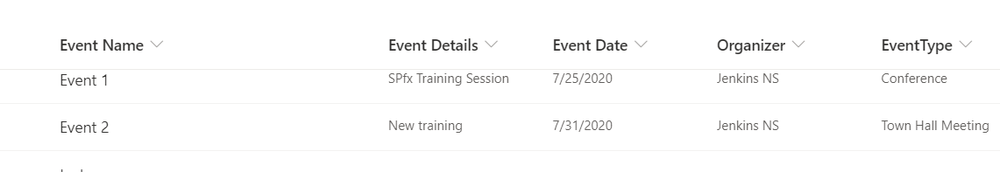 Event Name Event Details Event Date Organizer EventType
Event 1 SPfx Training Session 7/25/2020 Jenkins NS Conference
Event 2 New training 7/31/2020 Jenkins NS Town Hall Meeting